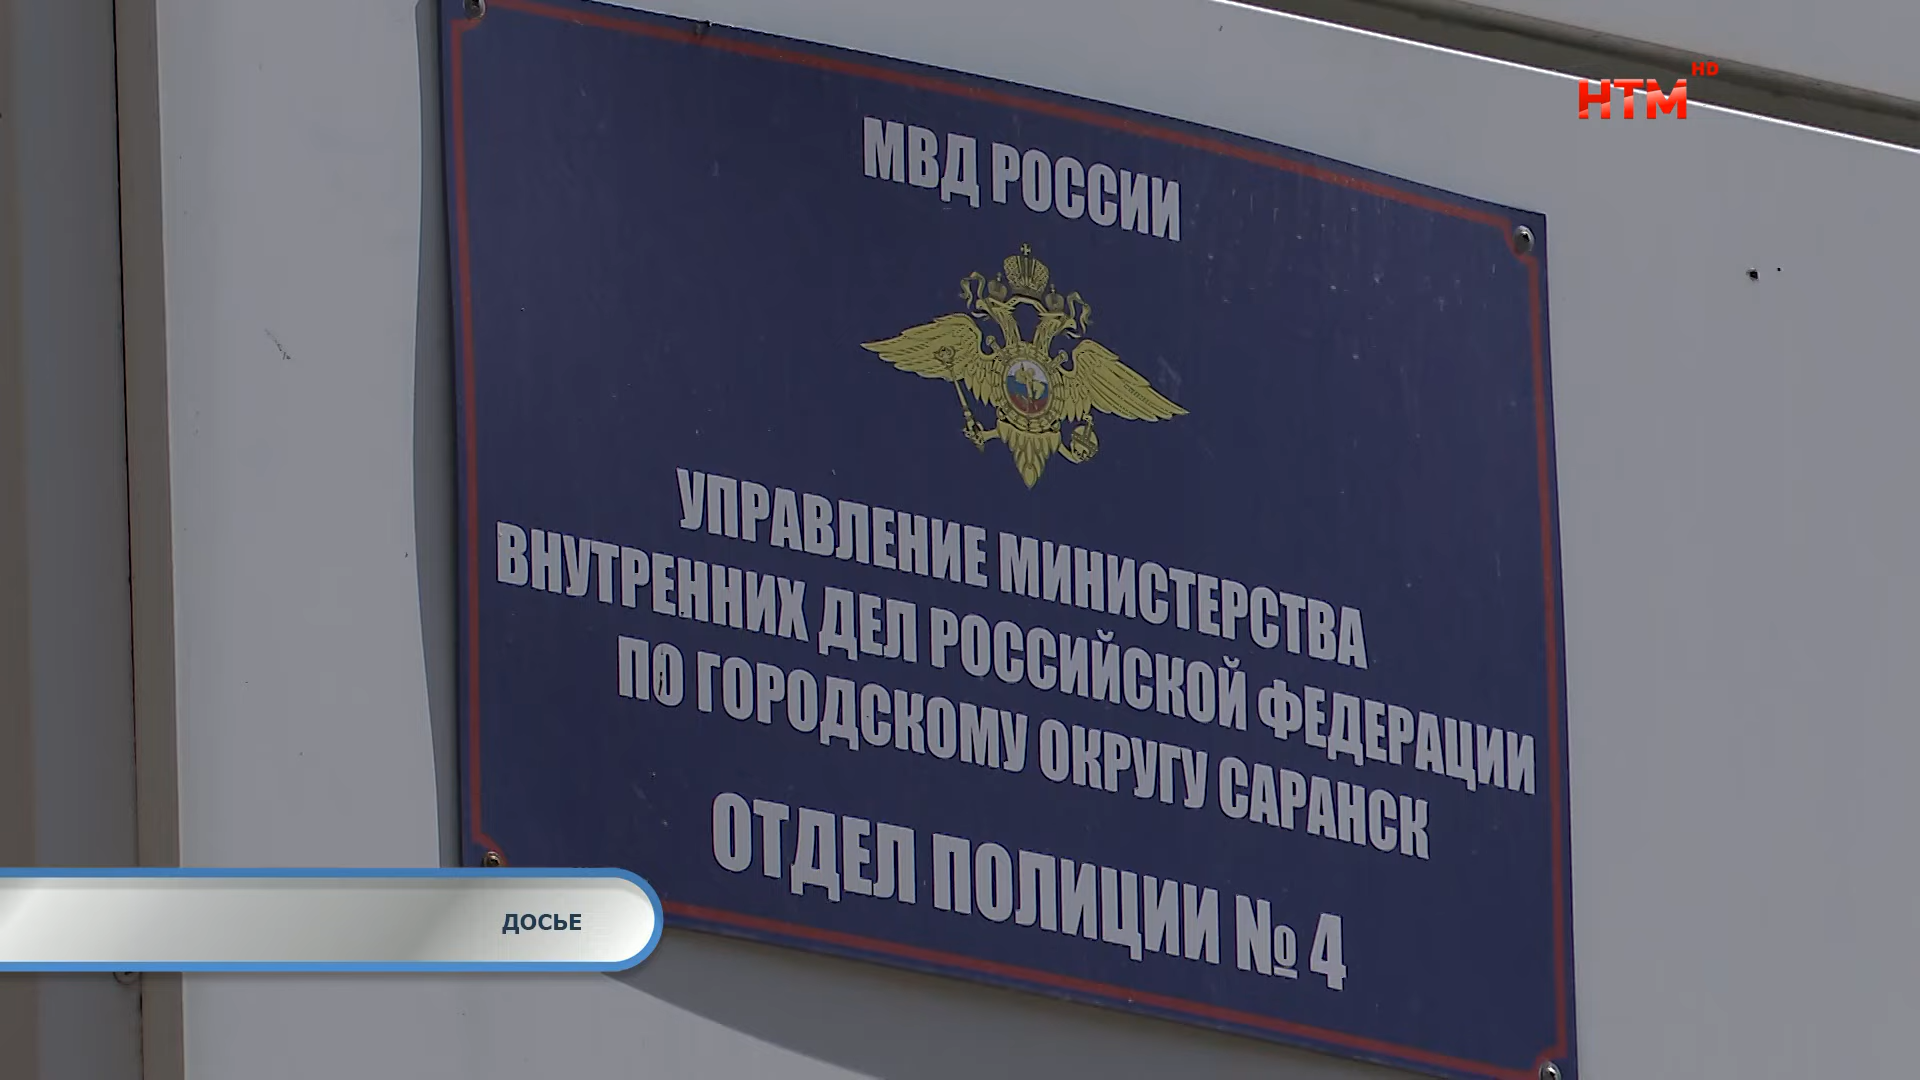 НТМ HD
МВД РОССИИ
УПРАВЛЕНИЕ МИНИСТЕРСТВА
ВНУТРЕННИХ ДЕЛ РОССИЙСКОЙ ФЕДЕРАЦИИ
ПО ГОРОДСКОМУ ОКРУГУ САРАНСК
ОТДЕЛ ПОЛИЦИИ № 4
ДОСЬЕ